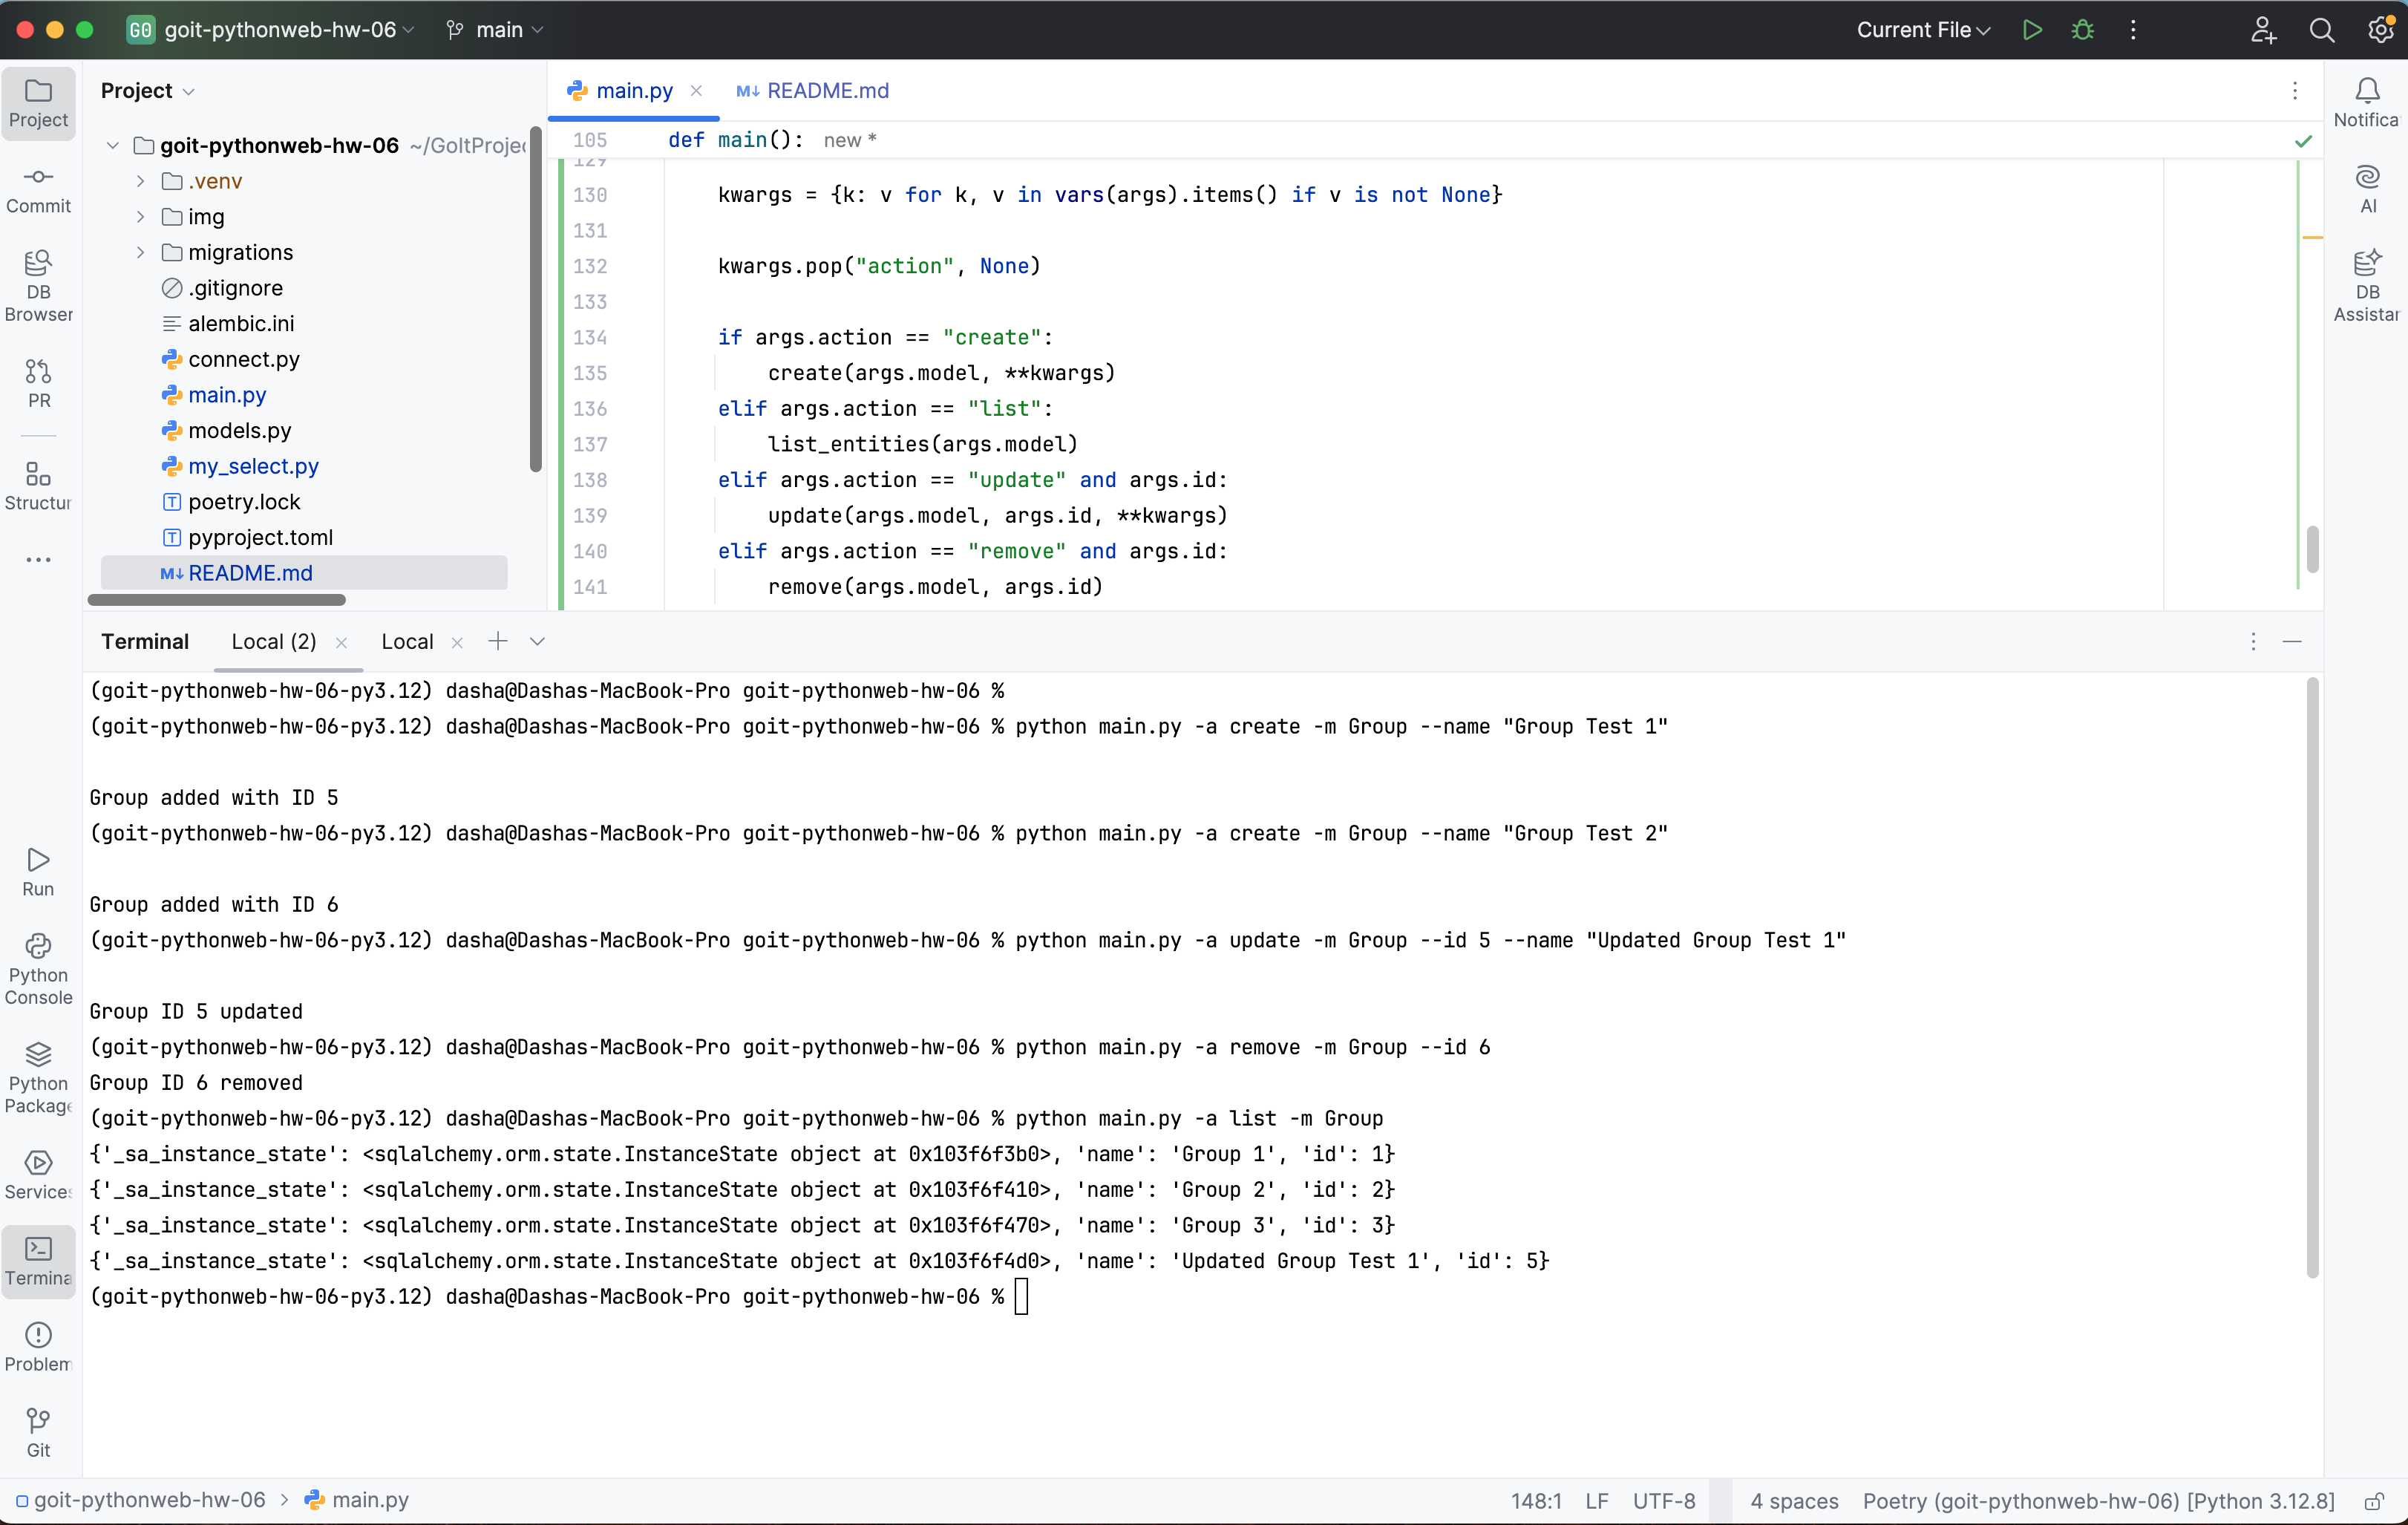 GO goit-pythonweb-hw-06 main Current File
Project
Commit
DB
Browser
PR
Structur
Run
Python
Console
Python
Package
Services
Termina
Problem
Git
Project
goit-pythonweb-hw-06 ~/GoItProjec
.venv
img
migrations
.gitignore
alembic.ini
connect.py
main.py
models.py
my_select.py
poetry.lock
pyproject.toml
M↓ README.md
main.py M↓ README.md
105 def main(): new *
129
130 kwargs = {k: v for k, v in vars(args).items() if v is not None}
131
132 kwargs.pop("action", None)
133
134 if args.action == "create":
135 create(args.model, **kwargs)
136 elif args.action == "list":
137 list_entities(args.model)
138 elif args.action == "update" and args.id:
139 update(args.model, args.id, **kwargs)
140 elif args.action == "remove" and args.id:
141 remove(args.model, args.id)
Notifica
AI
DB
Assistar
Terminal Local (2) Local
(goit-pythonweb-hw-06-py3.12) dasha@Dashas-MacBook-Pro goit-pythonweb-hw-06 %
(goit-pythonweb-hw-06-py3.12) dasha@Dashas-MacBook-Pro goit-pythonweb-hw-06 % python main.py -a create -m Group --name "Group Test 1"
Group added with ID 5
(goit-pythonweb-hw-06-py3.12) dasha@Dashas-MacBook-Pro goit-pythonweb-hw-06 % python main.py -a create -m Group --name "Group Test 2"
Group added with ID 6
(goit-pythonweb-hw-06-py3.12) dasha@Dashas-MacBook-Pro goit-pythonweb-hw-06 % python main.py -a update -m Group --id 5 --name "Updated Group Test 1"
Group ID 5 updated
(goit-pythonweb-hw-06-py3.12) dasha@Dashas-MacBook-Pro goit-pythonweb-hw-06 % python main.py -a remove -m Group --id 6
Group ID 6 removed
(goit-pythonweb-hw-06-py3.12) dasha@Dashas-MacBook-Pro goit-pythonweb-hw-06 % python main.py -a list -m Group
{'_sa_instance_state': <sqlalchemy.orm.state.InstanceState object at 0x103f6f3b0>, 'name': 'Group 1', 'id': 1}
{'_sa_instance_state': <sqlalchemy.orm.state.InstanceState object at 0x103f6f410>, 'name': 'Group 2', 'id': 2}
{'_sa_instance_state': <sqlalchemy.orm.state.InstanceState object at 0x103f6f470>, 'name': 'Group 3', 'id': 3}
{'_sa_instance_state': <sqlalchemy.orm.state.InstanceState object at 0x103f6f4d0>, 'name': 'Updated Group Test 1', 'id': 5}
(goit-pythonweb-hw-06-py3.12) dasha@Dashas-MacBook-Pro goit-pythonweb-hw-06 %
goit-pythonweb-hw-06 > main.py 148:1 LF UTF-8 4 spaces Poetry (goit-pythonweb-hw-06) [Python 3.12.8]